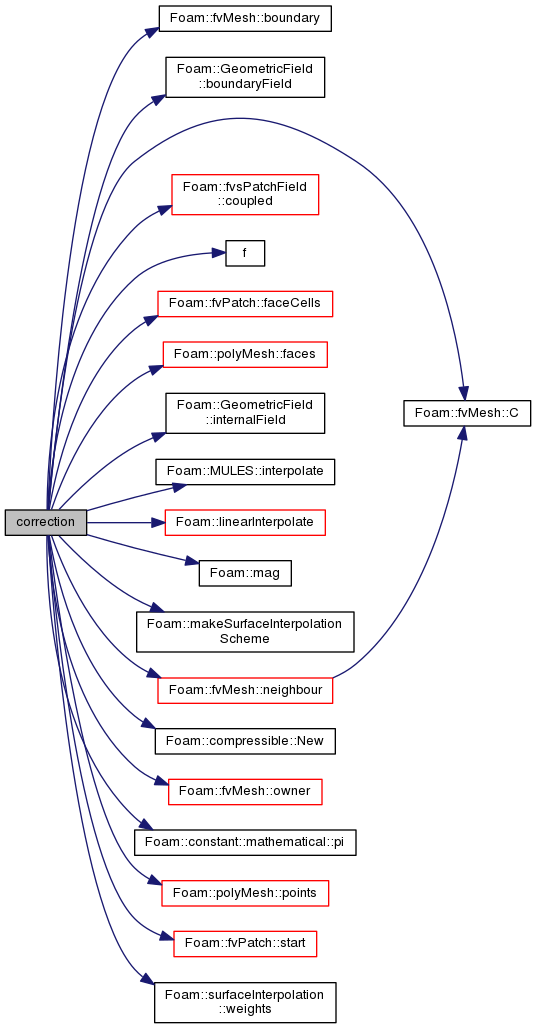 Foam::fvMesh::boundary
Foam::GeometricField
::boundaryField
Foam::fvsPatchField
::coupled
f
Foam::fvPatch::faceCells
Foam::polyMesh::faces
Foam::GeometricField
::internalField
Foam::fvMesh::C
Foam::MULES::interpolate
correction
Foam::linearInterpolate
Foam::mag
Foam::makeSurfaceInterpolation
Scheme
Foam::fvMesh::neighbour
Foam::compressible::New
Foam::fvMesh::owner
Foam::constant::mathematical::pi
Foam::polyMesh::points
Foam::fvPatch::start
Foam::surfaceInterpolation
::weights